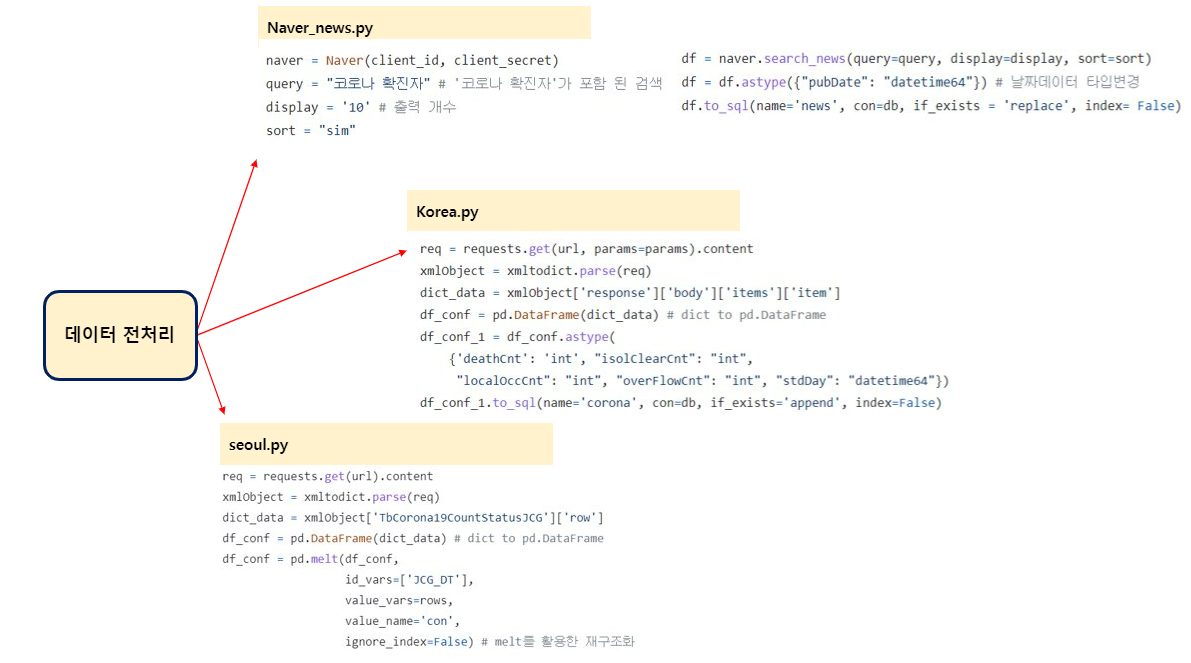 Naver_news.py
naver = Naver(client_id, client_secret)
query = "코로나 확진자" # '코로나 확진자'가 포함 된 검색
display = '10' # 출력 개수
sort = "sim"
df = naver.search_news(query=query, display=display, sort=sort)
df = df.astype({"pubDate": "datetime64"}) # 날짜데이터 타입변경
df.to_sql(name='news', con=db, if_exists = 'replace', index= False)
Korea.py
req = requests.get(url, params=params).content
xmlObject = xmltodict.parse(req)
dict_data = xmlObject['response']['body']['items']['item']
df_conf = pd.DataFrame(dict_data) # dict to pd.DataFrame
df_conf_1 = df_conf.astype(
{'deathCnt': 'int', "isolClearCnt": "int",
"localOccCnt": "int", "overFlowCnt": "int", "stdDay": "datetime64"})
df_conf_1.to_sql(name='corona', con=db, if_exists='append', index=False)
데이터 전처리
seoul.py
req = requests.get(url).content
xmlObject = xmltodict.parse(req)
dict_data = xmlObject['TbCorona19CountStatusJCG']['row']
df_conf = pd.DataFrame(dict_data) # dict to pd.DataFrame
df_conf = pd.melt(df_conf,
id_vars=['JCG_DT'],
value_vars=rows,
value_name='con',
ignore_index=False) # melt를 활용한 재구조화